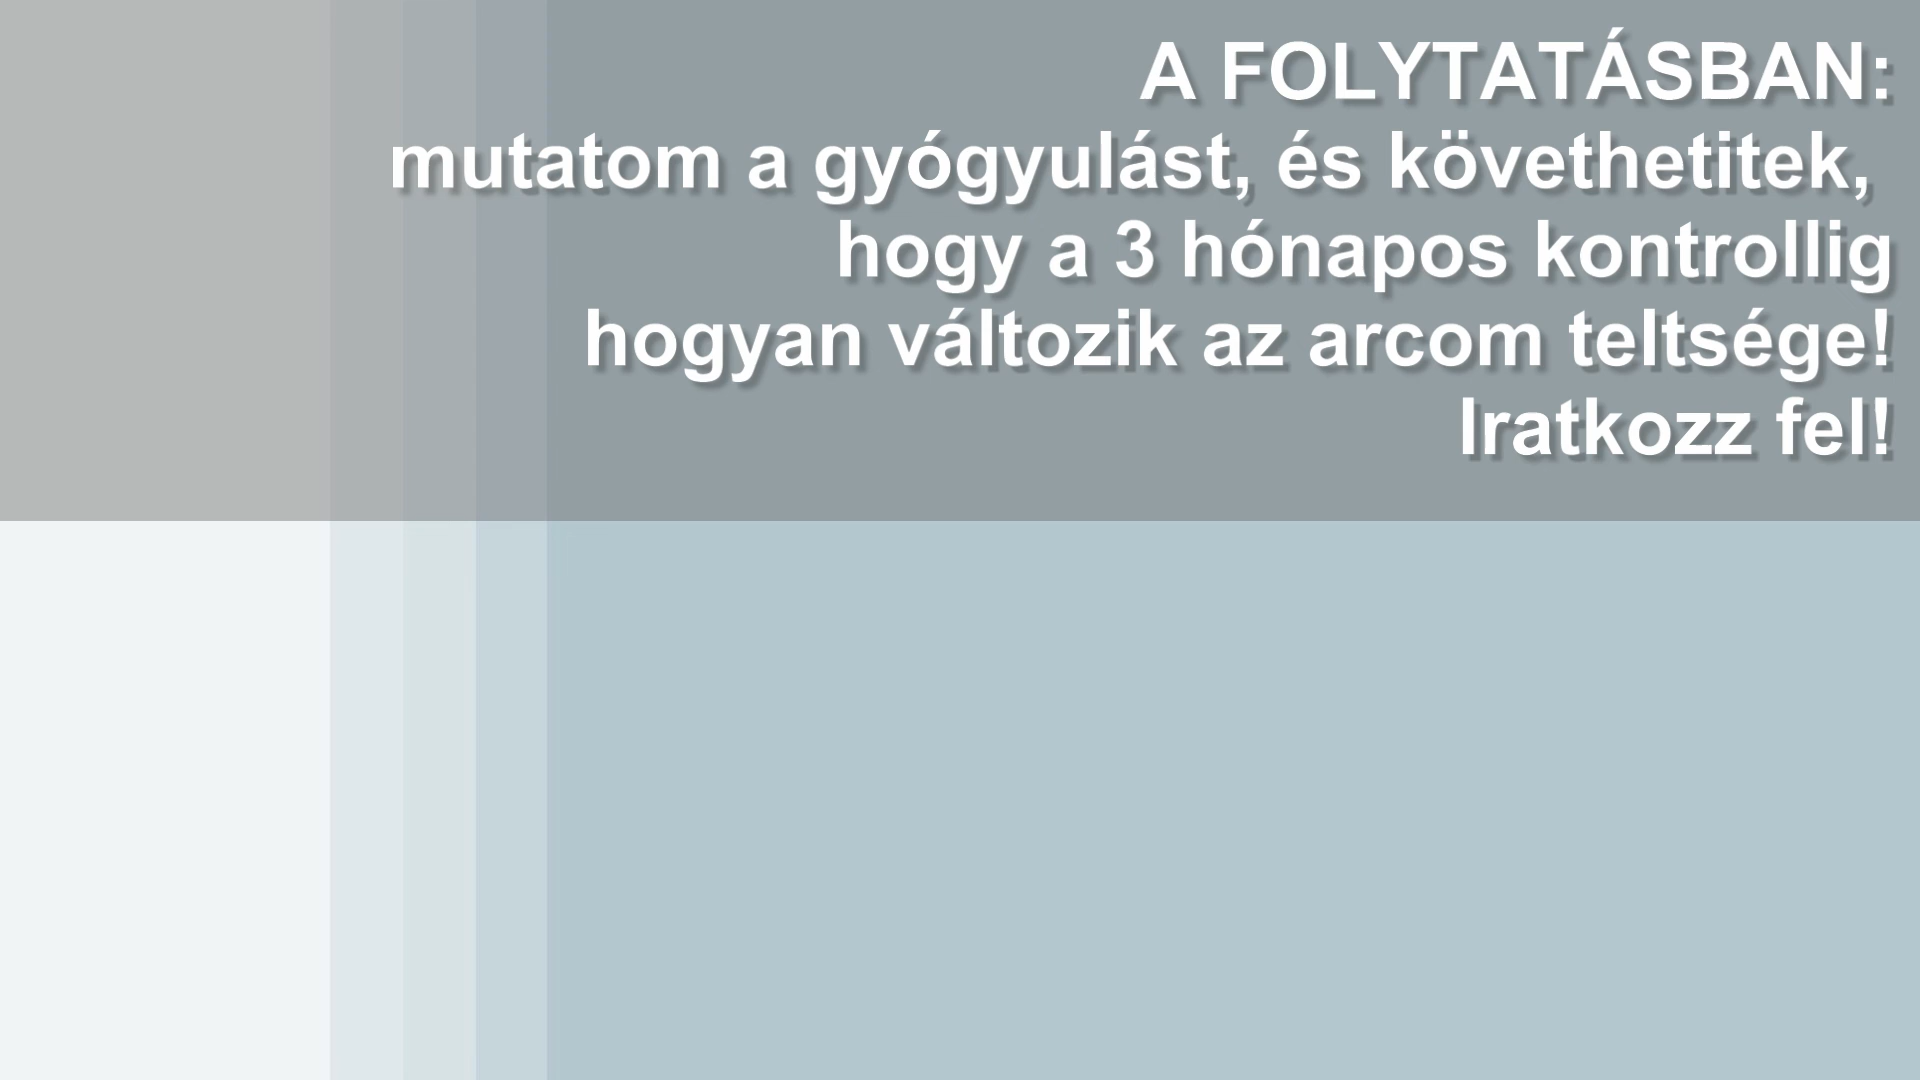 A FOLYTATÁSBAN:
mutatom a gyógyulást, és követhetitek,
hogy a 3 hónapos kontrollig
hogyan változik az arcom teltsége!
Iratkozz fel!